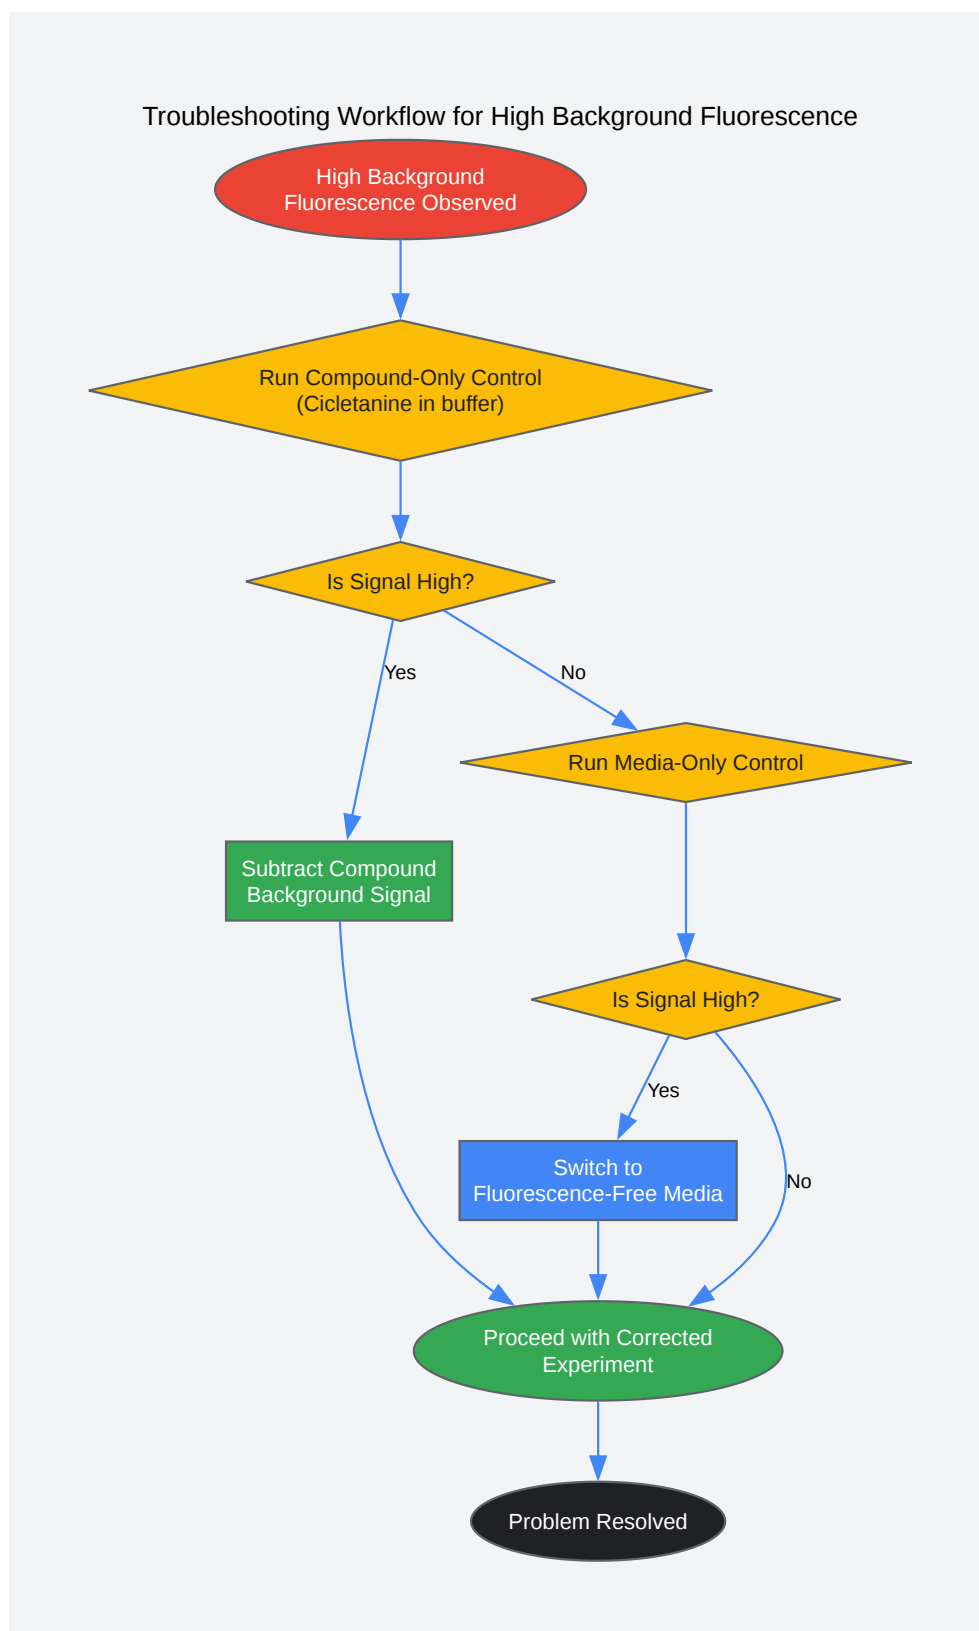 Troubleshooting Workflow for High Background Fluorescence
High Background
Fluorescence Observed
Run Compound-Only Control
(Cicletanine in buffer)
Is Signal High?
Yes
No
Run Media-Only Control
Subtract Compound
Background Signal
Is Signal High?
Yes
Switch to
Fluorescence-Free Media
No
Proceed with Corrected
Experiment
Problem Resolved